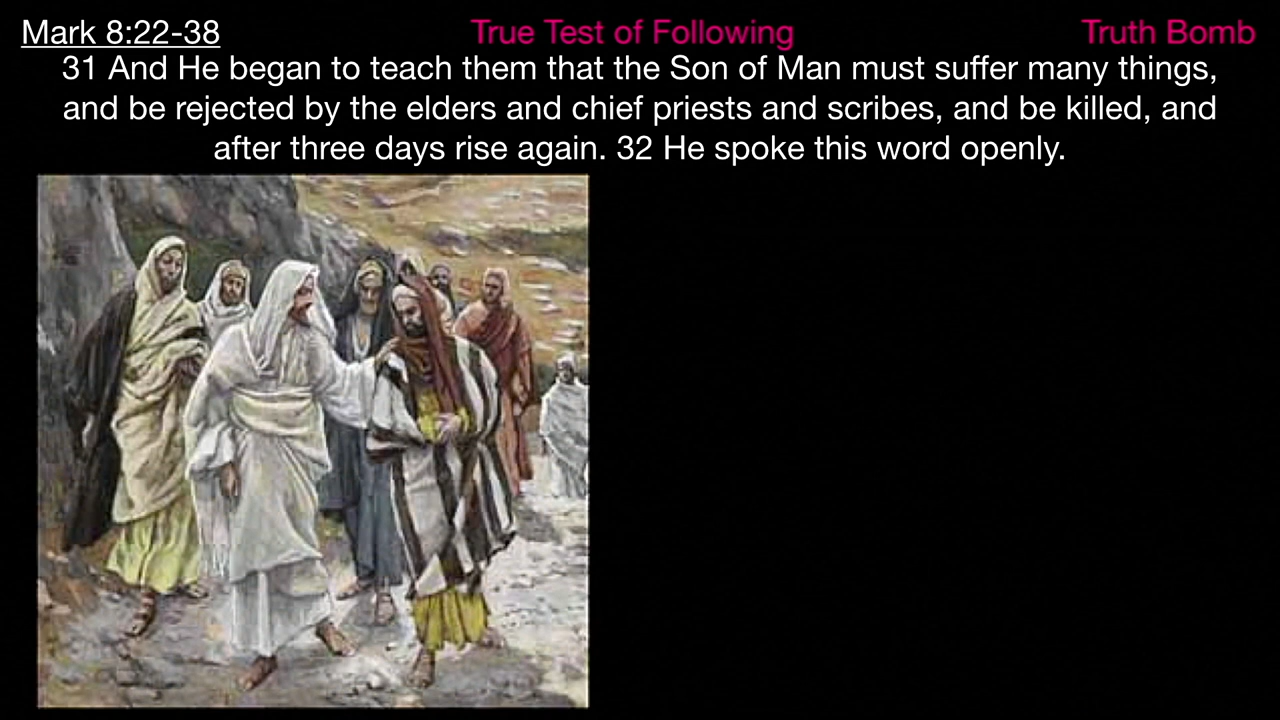 Mark 8:22-38 True Test of Following Truth Bomb
31 And He began to teach them that the Son of Man must suffer many things,
and be rejected by the elders and chief priests and scribes, and be killed, and
after three days rise again. 32 He spoke this word openly.